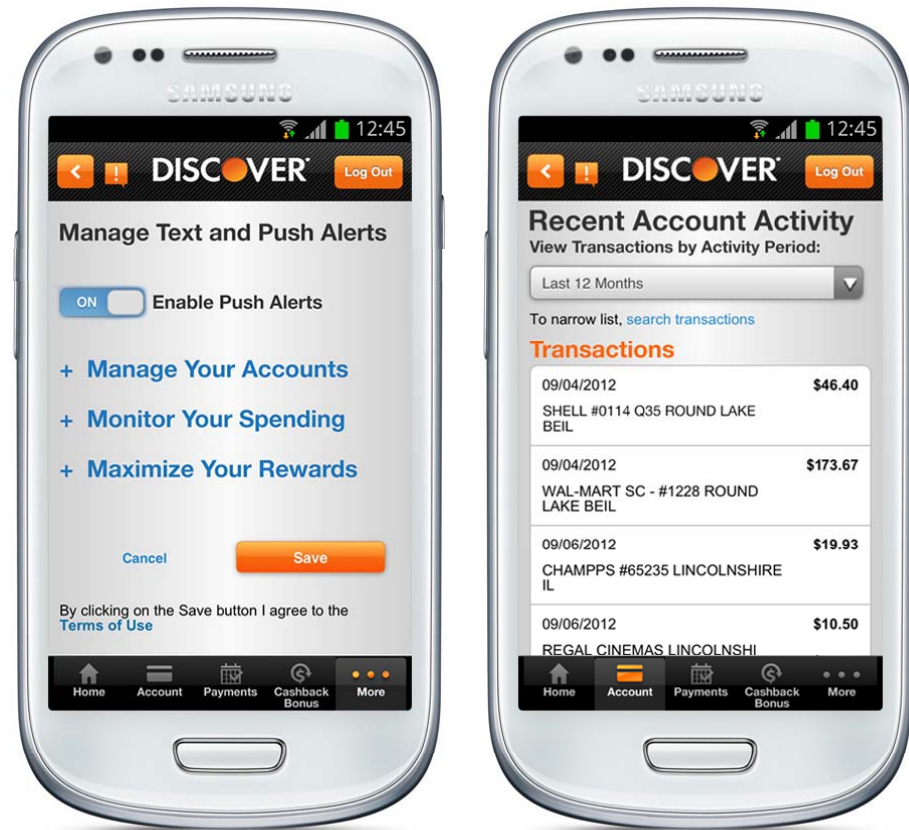 SAMSUNG
12:45
DISCOVER
Log Out
Manage Text and Push Alerts
ON
Enable Push Alerts
+ Manage Your Accounts
+ Monitor Your Spending
+ Maximize Your Rewards
Cancel
Save
By clicking on the Save button I agree to the
Terms of Use
Home
Account
Payments
Cashback
Bonus
More
SAMSUNG
12:45
DISCOVER
Log Out
Recent Account Activity
View Transactions by Activity Period:
Last 12 Months
To narrow list, search transactions
Transactions
09/04/2012 $46.40
SHELL #0114 Q35 ROUND LAKE
BEIL
09/04/2012 $173.67
WAL-MART SC - #1228 ROUND
LAKE BEIL
09/06/2012 $19.93
CHAMPPS #65235 LINCOLNSHIRE
IL
09/06/2012 $10.50
REGAL CINEMAS LINCOLNSHI
Home
Account
Payments
Cashback
Bonus
More